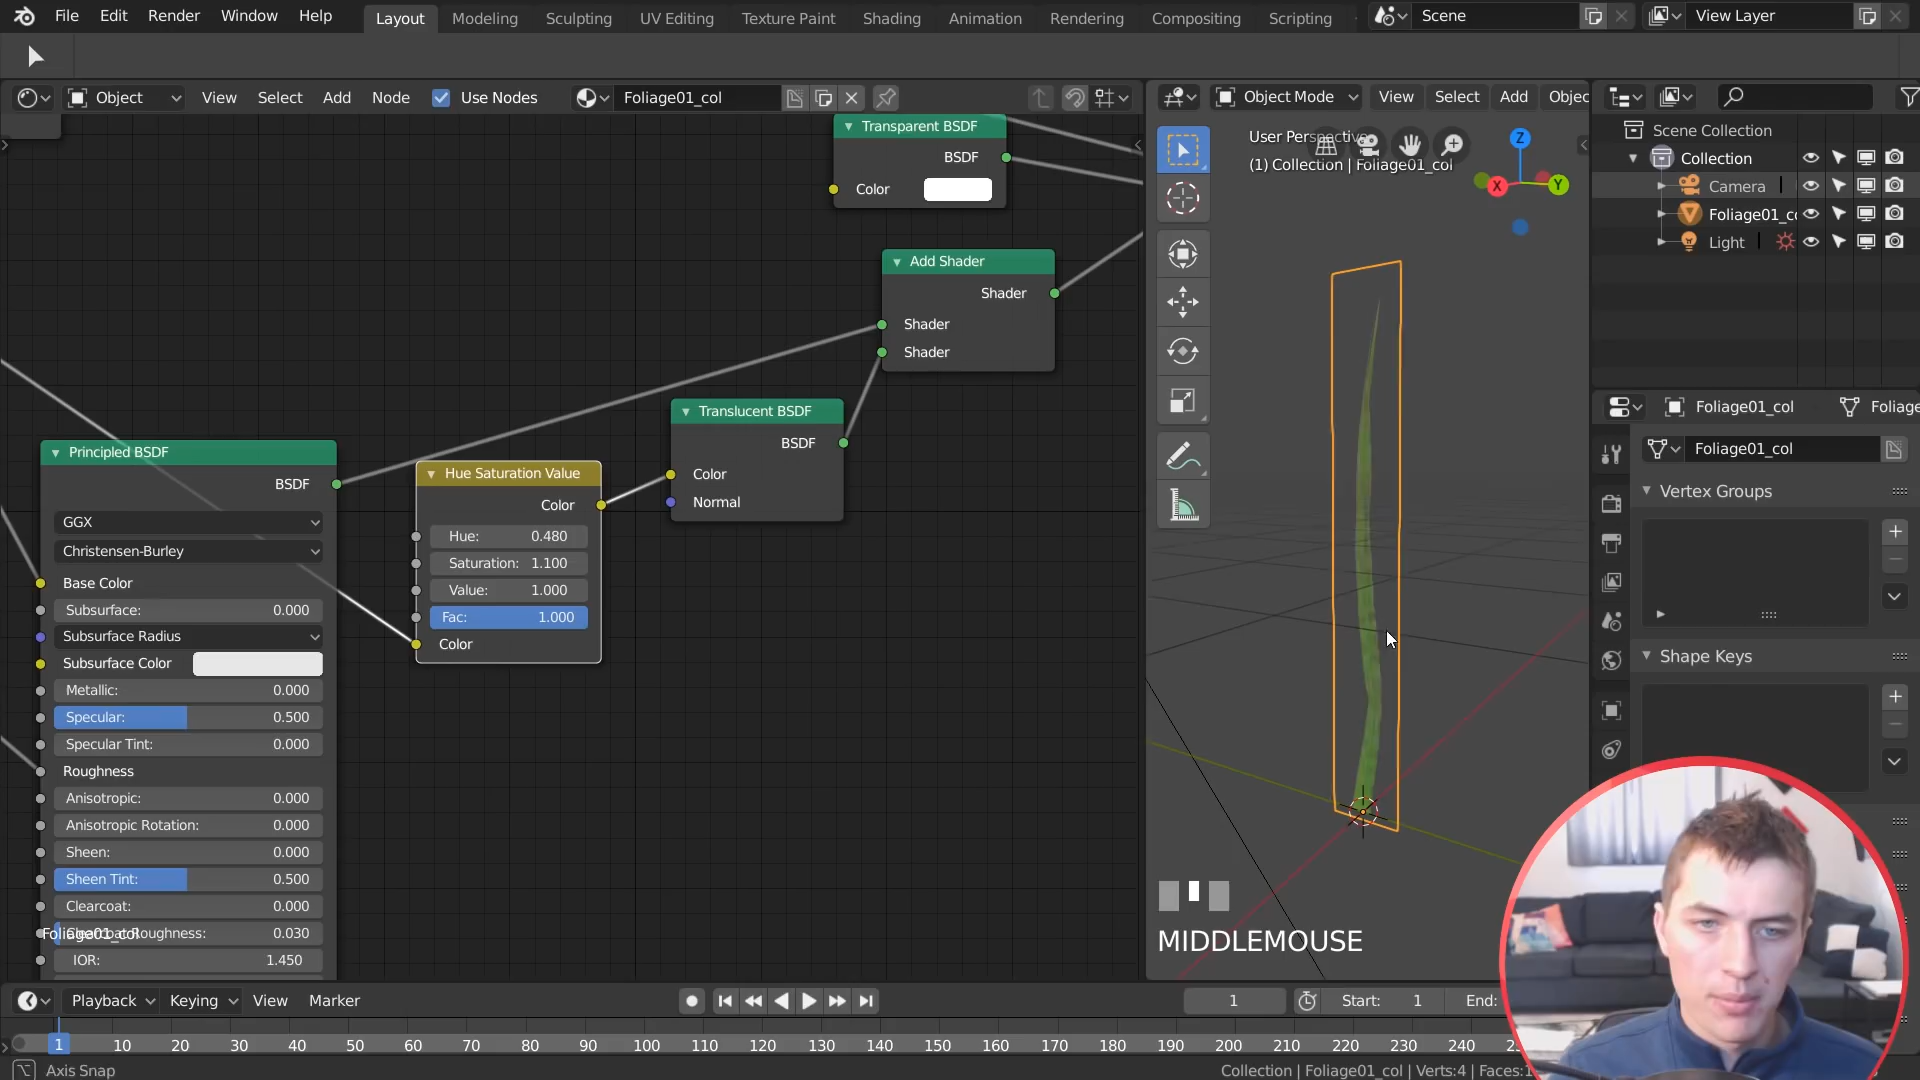 File Edit Render Window Help
Layout Modeling Sculpting UV Editing Texture Paint Shading Animation Rendering Compositing Scripting
Scene
View Layer
Object View Select Add Node Use Nodes Foliage01_col
Object Mode View Select Add Objec
User Perspective
(1) Collection | Foliage01_col
Z
X
Y
Scene Collection
Collection
Camera
Foliage01_co
Light
Transparent BSDF
BSDF
Color
Add Shader
Shader
Shader
Shader
Translucent BSDF
BSDF
Color
Normal
Hue Saturation Value
Color
Hue: 0.480
Saturation: 1.100
Value: 1.000
Fac: 1.000
Color
Principled BSDF
BSDF
GGX
Christensen-Burley
Base Color
Subsurface: 0.000
Subsurface Radius
Subsurface Color
Metallic: 0.000
Specular: 0.500
Specular Tint: 0.000
Roughness
Anisotropic: 0.000
Anisotropic Rotation: 0.000
Sheen: 0.000
Sheen Tint: 0.500
Clearcoat: 0.000
Clearcoat Roughness: 0.030
Foliage01_col
IOR: 1.450
Foliage01_col Foliage
Foliage01_col
Vertex Groups
Shape Keys
MIDDLEMOUSE
Playback Keying View Marker
1 Start: 1 End:
1 10 20 30 40 50 60 70 80 90 100 110 120 130 140 150 160 170 180 190 200 210 220 230 240
Axis Snap
Collection | Foliage01_col | Verts:4 | Faces:1